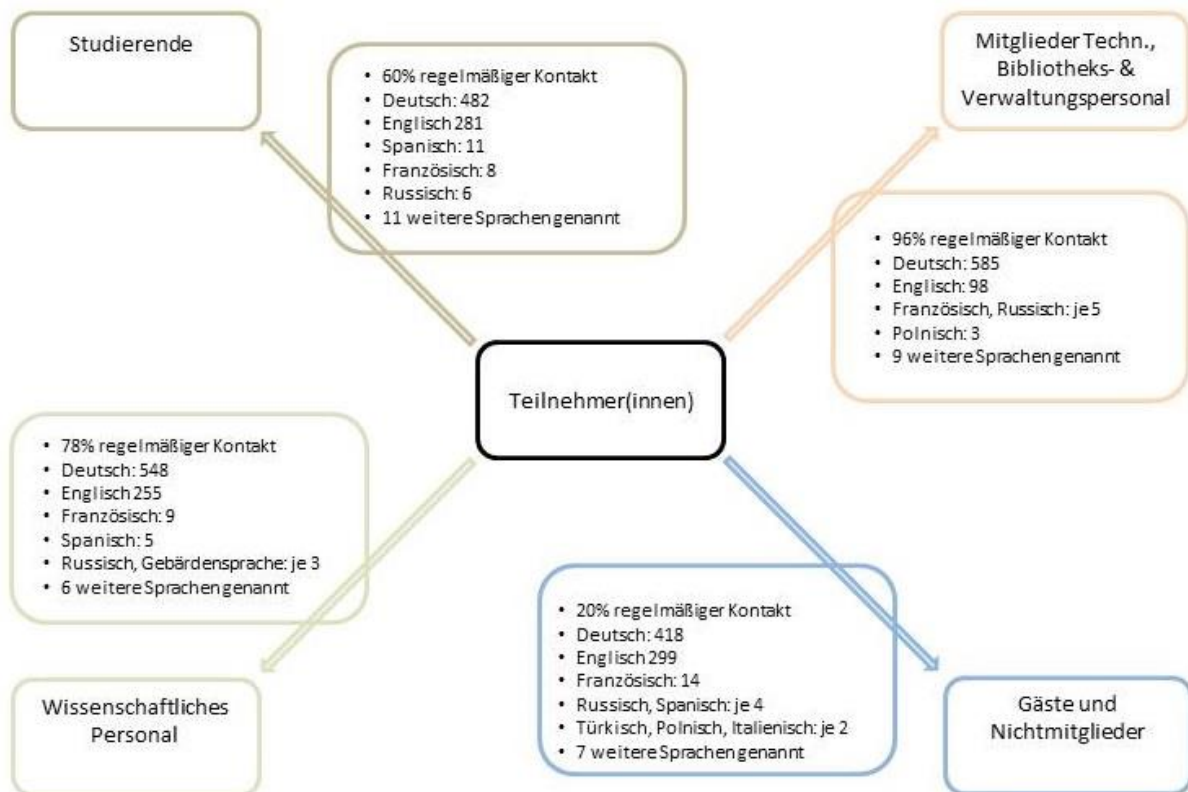 Studierende
• 60% regelmäßiger Kontakt
• Deutsch: 482
• Englisch 281
• Spanisch: 11
• Französisch: 8
• Russisch: 6
• 11 weitere Sprachen genannt
Mitglieder Techn.,
Bibliotheks- &
Verwaltungspersonal
• 96% regelmäßiger Kontakt
• Deutsch: 585
• Englisch: 98
• Französisch, Russisch: je 5
• Polnisch: 3
• 9 weitere Sprachen genannt
Teilnehmer(innen)
• 78% regelmäßiger Kontakt
• Deutsch: 548
• Englisch 255
• Französisch: 9
• Spanisch: 5
• Russisch, Gebärdensprache: je 3
• 6 weitere Sprachen genannt
Wissenschaftliches
Personal
• 20% regelmäßiger Kontakt
• Deutsch: 418
• Englisch 299
• Französisch: 14
• Russisch, Spanisch: je 4
• Türkisch, Polnisch, Italienisch: je 2
• 7 weitere Sprachen genannt
Gäste und
Nichtmitglieder